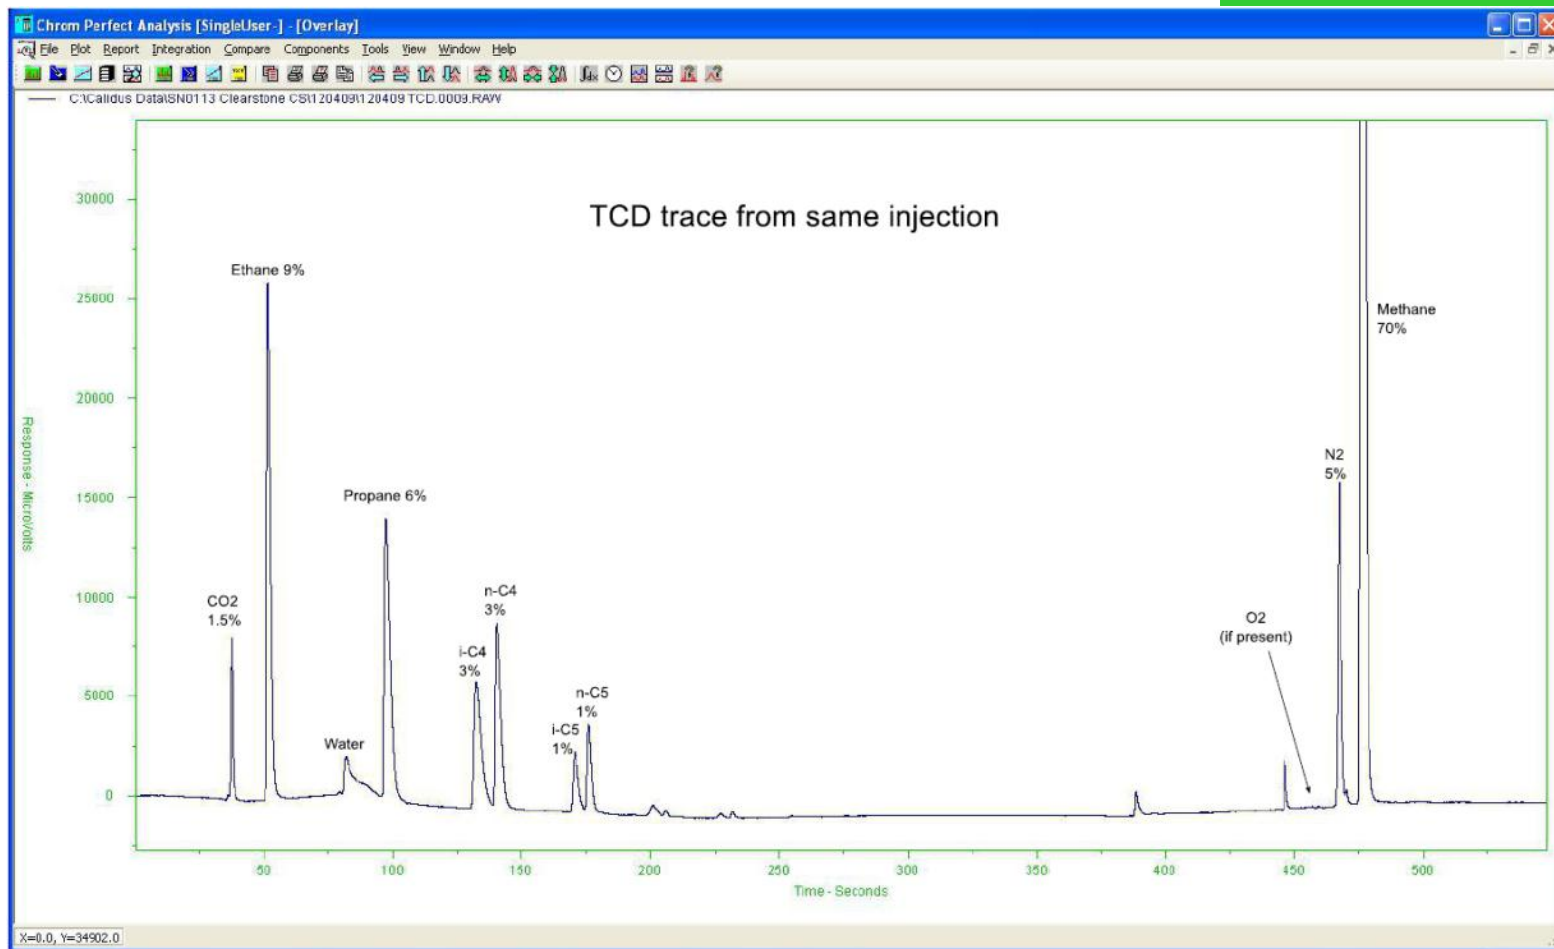 Chrom Perfect Analysis [SingleUser-] - [Overlay]
File Plot Report Integration Compare Components Tools View Window Help
C:\Calidus Data\SN0113 Clearstone CS\120409\120409 TCD.0009.RAW
TCD trace from same injection
30000
25000
20000
15000
10000
5000
0
Response - MicroVolts
Ethane 9%
Methane
70%
N2
5%
Propane 6%
CO2
1.5%
n-C4
3%
i-C4
3%
O2
(if present)
n-C5
1%
i-C5
1%
Water
50 100 150 200 250 300 350 400 450 500
Time - Seconds
X=0.0, Y=34902.0